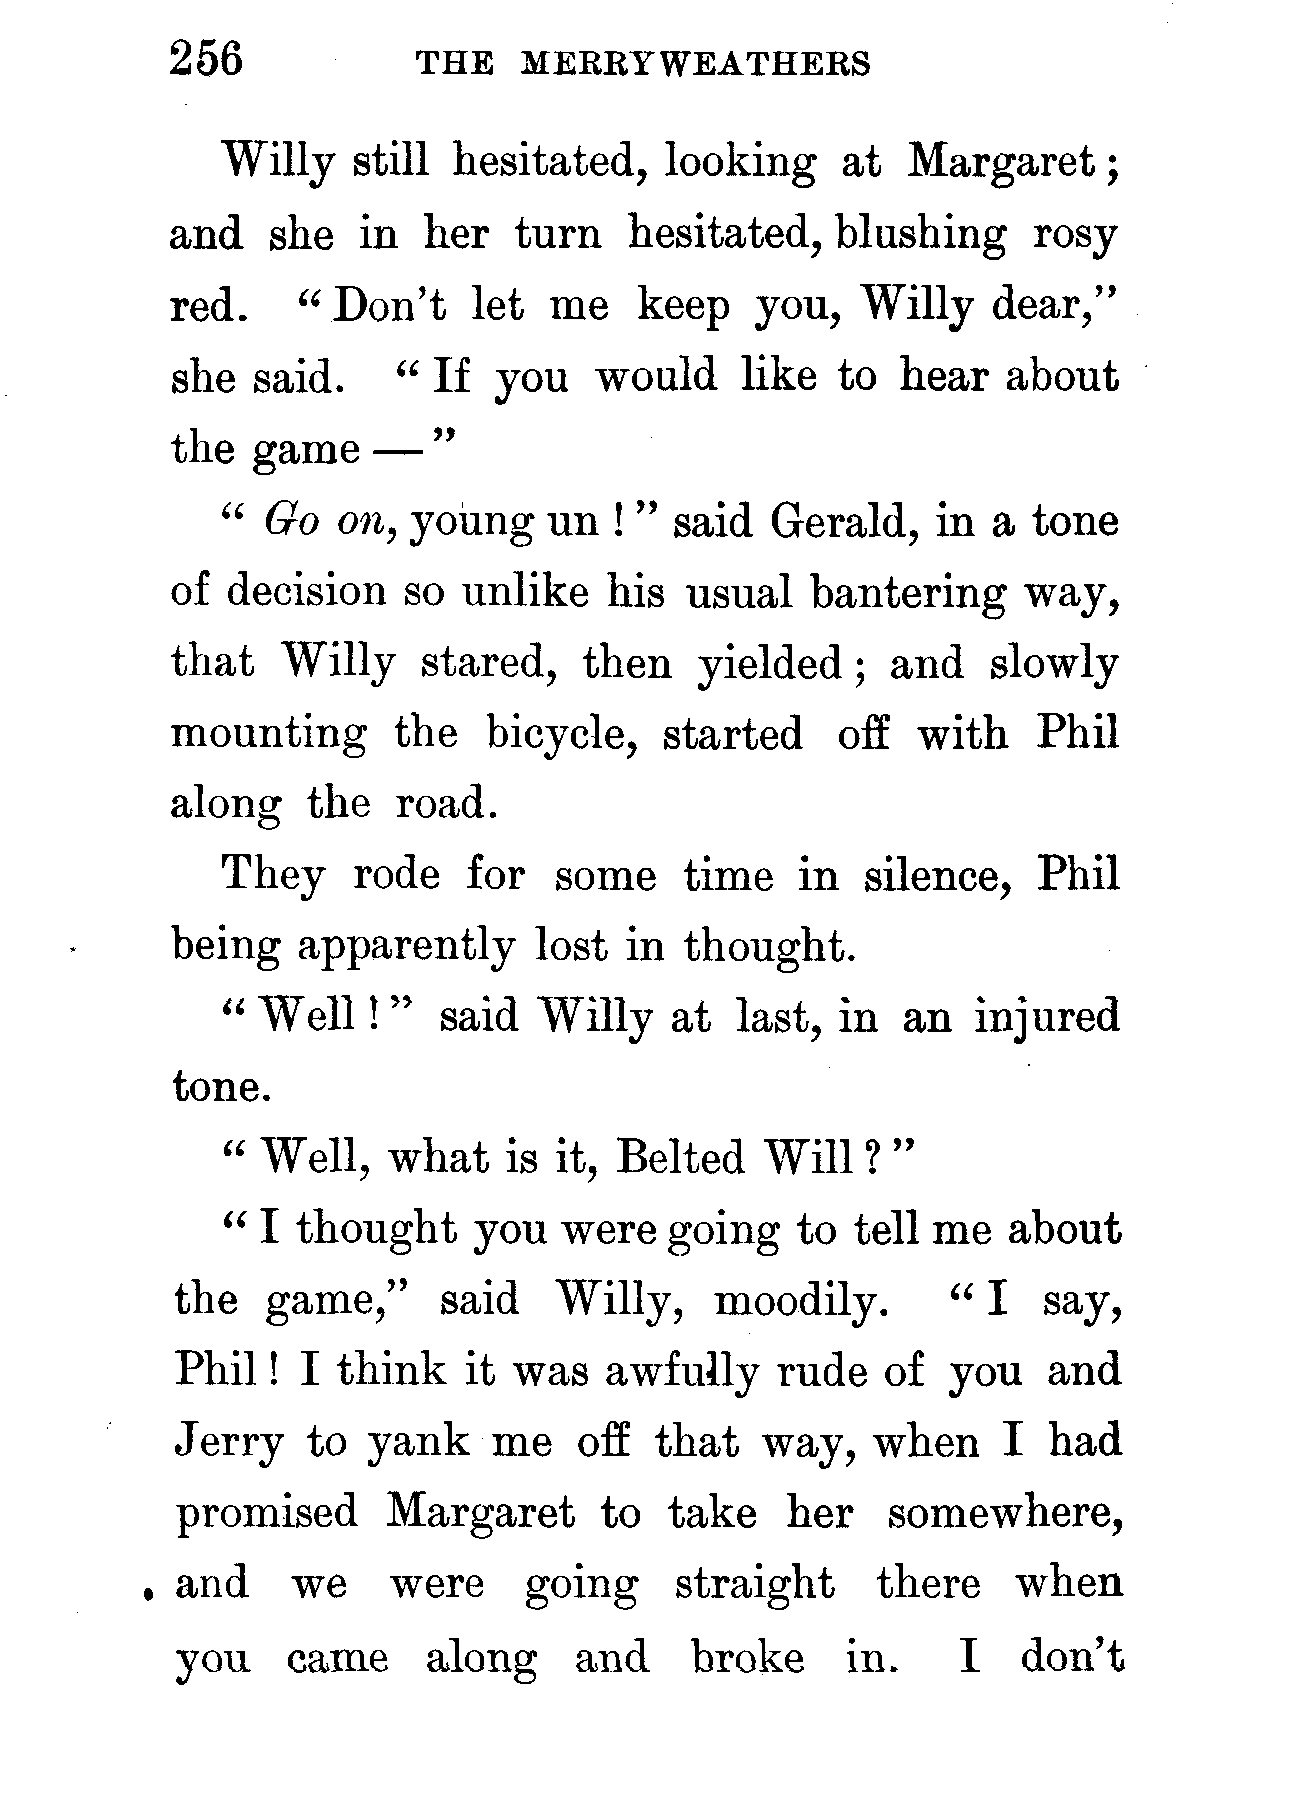 256 THE MERRYWEATHERS
Willy still hesitated, looking at Margaret;
and she in her turn hesitated, blushing rosy
red. “Don’t let me keep you, Willy dear,”
she said. “If you would like to hear about
the game—”
“Go on, young un!” said Gerald, in a tone
of decision so unlike his usual bantering way,
that Willy stared, then yielded; and slowly
mounting the bicycle, started off with Phil
along the road.
They rode for some time in silence, Phil
being apparently lost in thought.
“Well!” said Willy at last, in an injured
tone.
“Well, what is it, Belted Will?”
“I thought you were going to tell me about
the game,” said Willy, moodily. “I say,
Phil! I think it was awfully rude of you and
Jerry to yank me off that way, when I had
promised Margaret to take her somewhere,
and we were going straight there when
you came along and broke in. I don’t